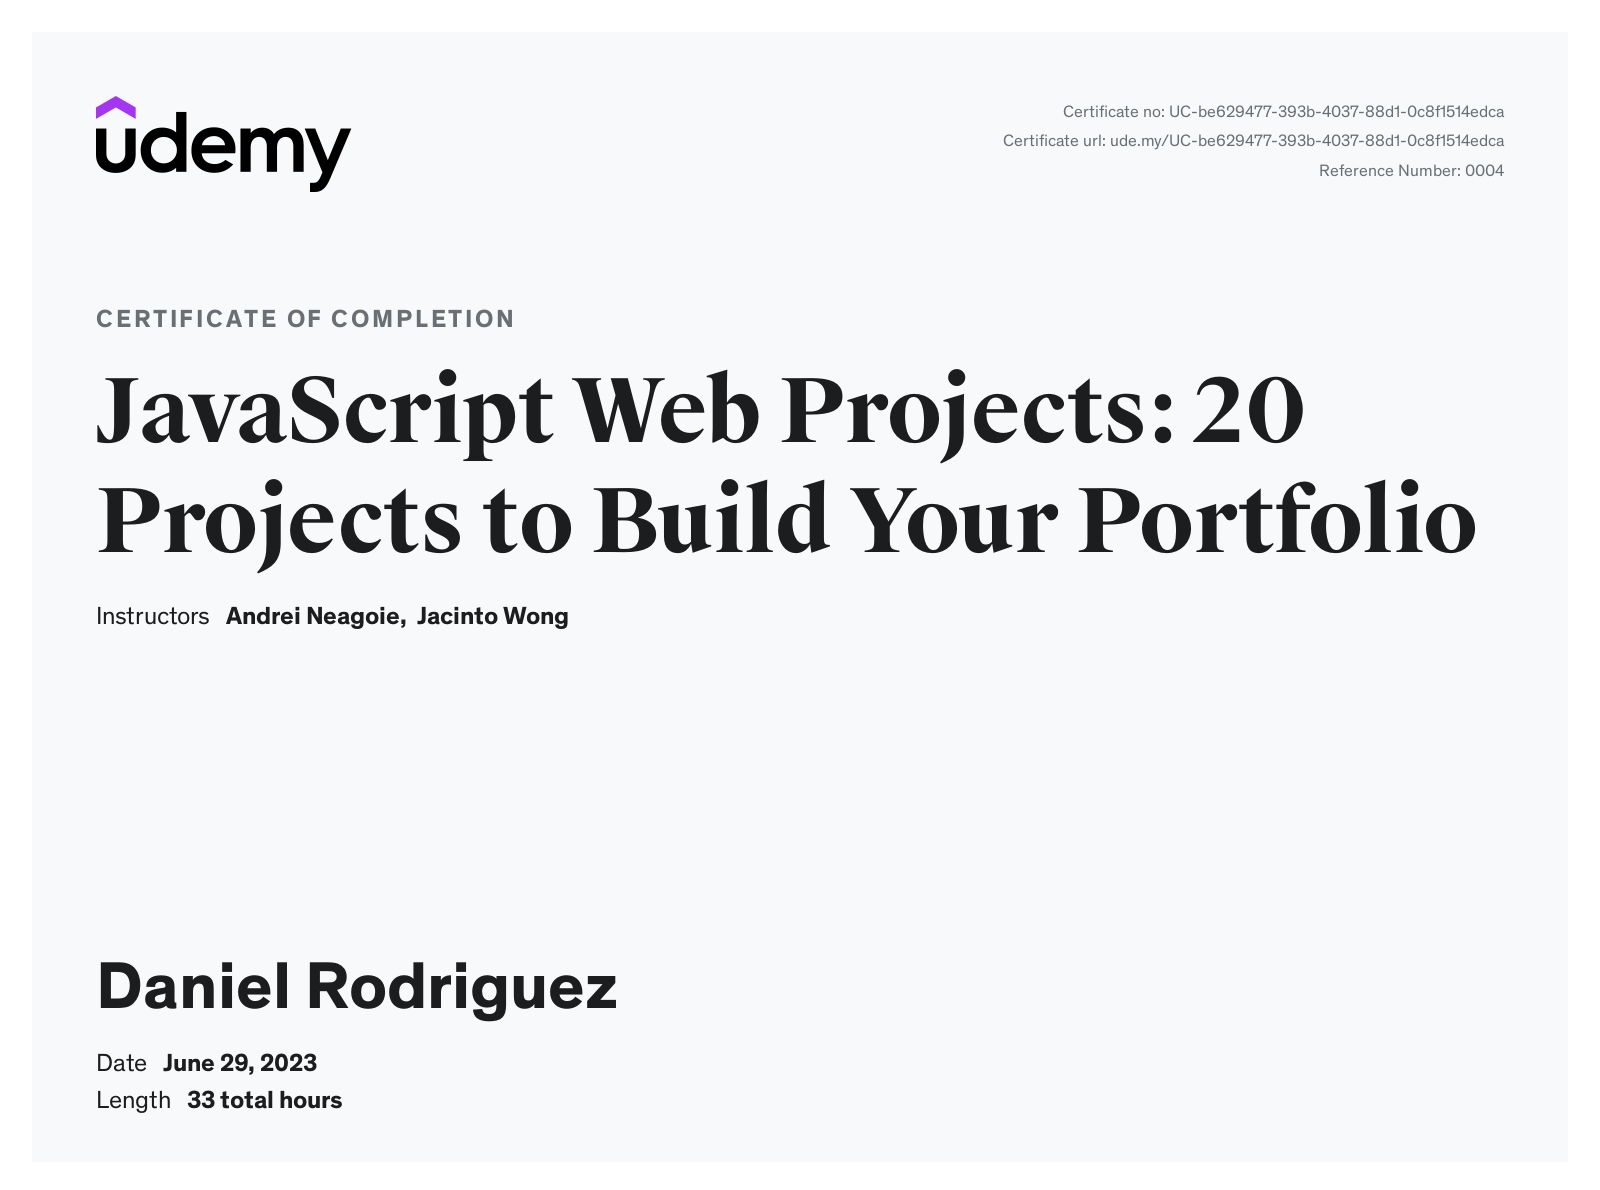 udemy
Certificate no: UC-be629477-393b-4037-88d1-0c8f1514edca
Certificate url: ude.my/UC-be629477-393b-4037-88d1-0c8f1514edca
Reference Number: 0004
CERTIFICATE OF COMPLETION
JavaScript Web Projects: 20
Projects to Build Your Portfolio
Instructors Andrei Neagoie, Jacinto Wong
Daniel Rodriguez
Date June 29, 2023
Length 33 total hours